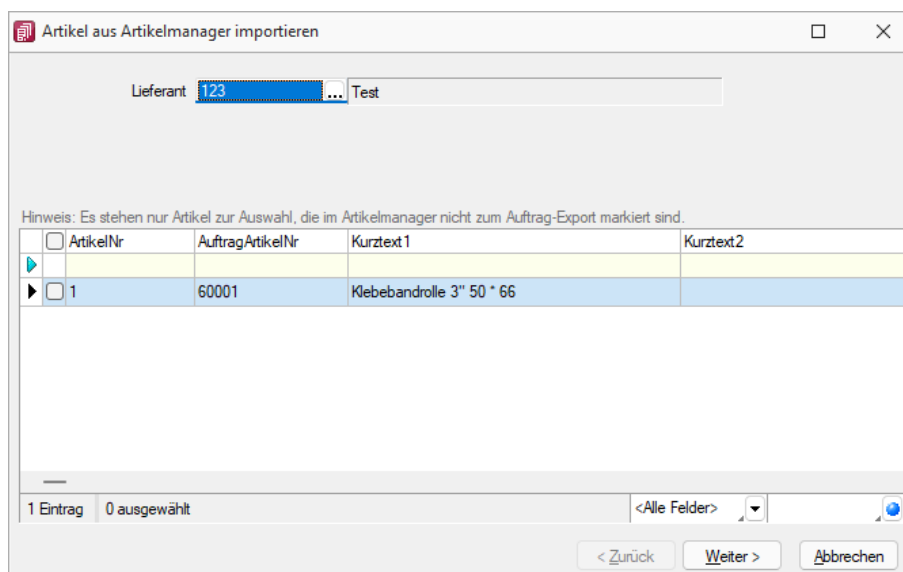 Artikel aus Artikelmanager importieren
Lieferant 123 ... Test
Hinweis: Es stehen nur Artikel zur Auswahl, die im Artikelmanager nicht zum Auftrag-Export markiert sind.
ArtikelNr AuftragArtikelNr Kurztext1 Kurztext2
1 60001 Klebebandrolle 3" 50 * 66
1 Eintrag 0 ausgewählt <Alle Felder>
< Zurück Weiter > Abbrechen